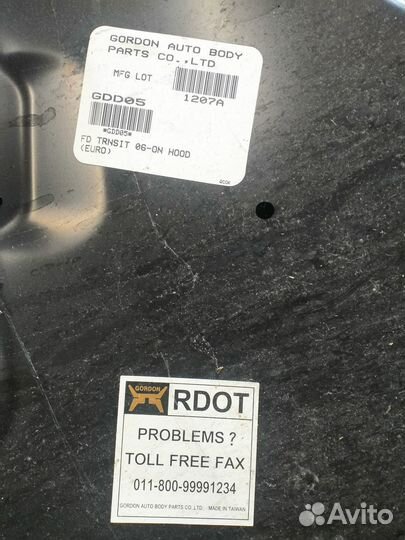 GORDON AUTO BODY
PARTS CO.,LTD
MFG LOT
GDD05
1207A
*GDD05*
FD TRNSIT 06-ON HOOD
(EURO)
GORDON
RDOT
PROBLEMS ?
TOLL FREE FAX
011-800-99991234
GORDON AUTO BODY PARTS CO.,LTD. MADE IN TAIWAN
Avito